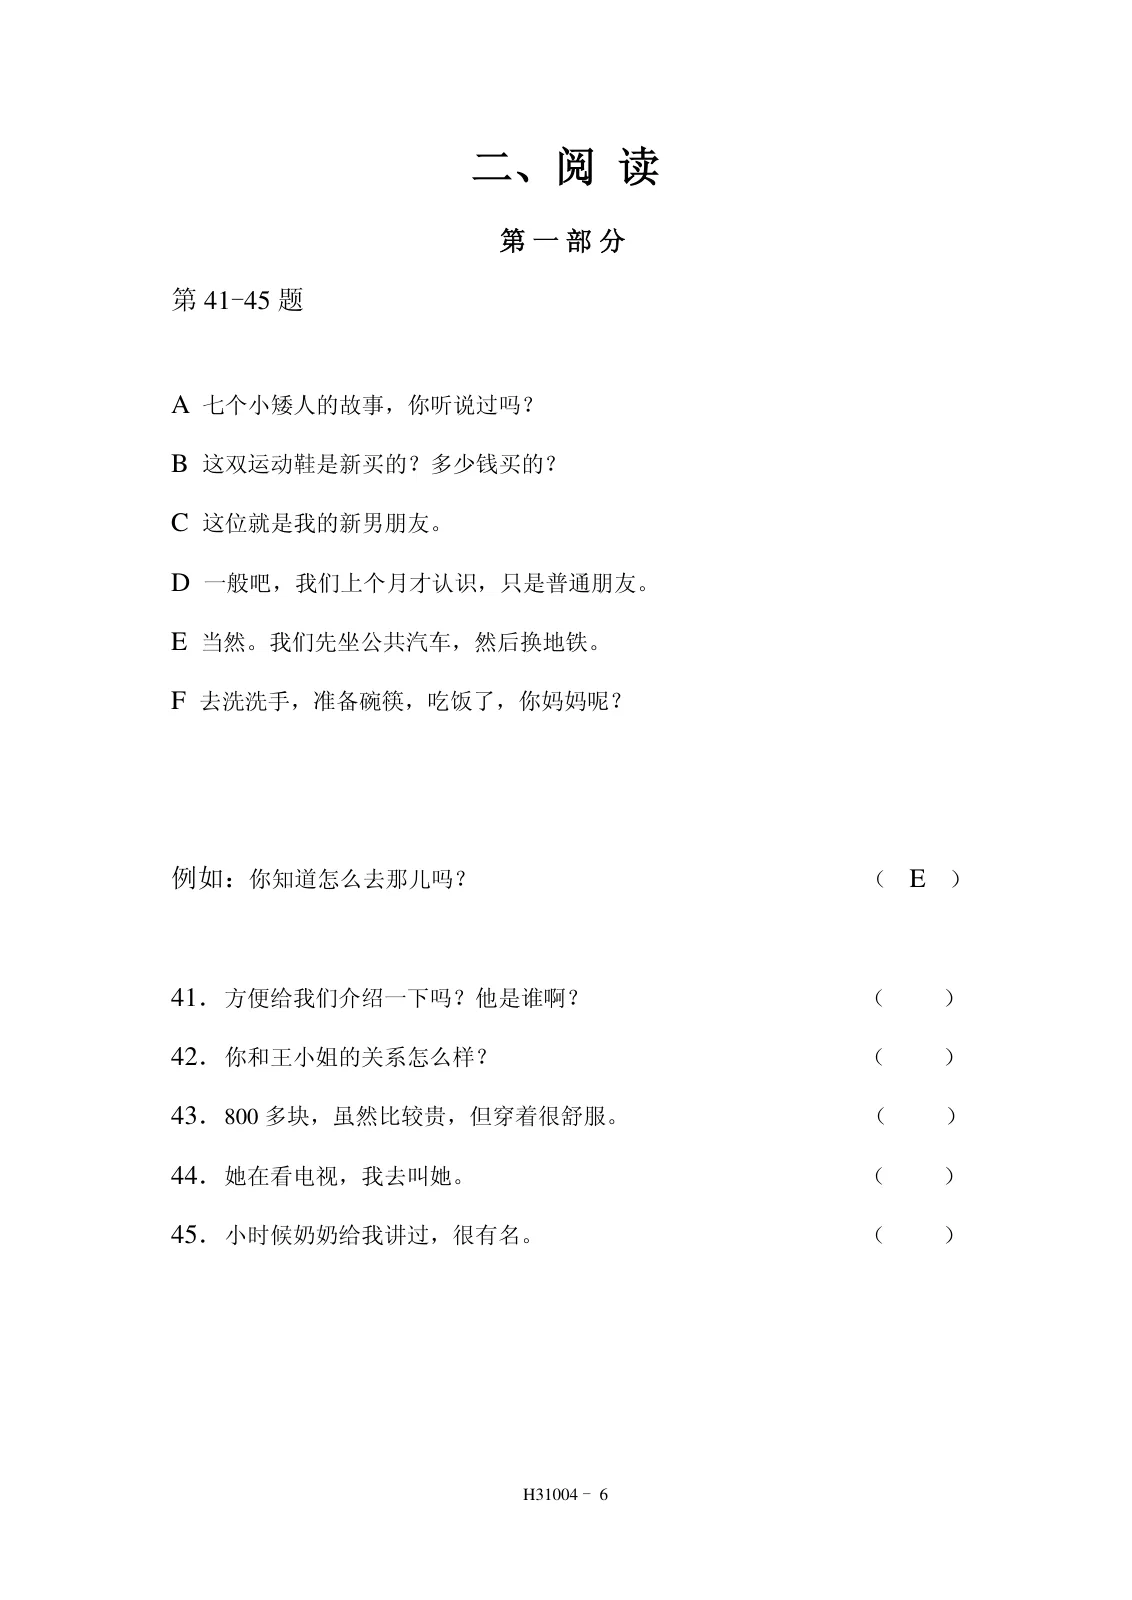 二、阅 读
第一部分
第 41-45 题
A 七个小矮人的故事，你听说过吗？
B 这双运动鞋是新买的？多少钱买的？
C 这位就是我的新男朋友。
D 一般吧，我们上个月才认识，只是普通朋友。
E 当然。我们先坐公共汽车，然后换地铁。
F 去洗洗手，准备碗筷，吃饭了，你妈妈呢？
例如：你知道怎么去那儿吗？ （ E ）
41．方便给我们介绍一下吗？他是谁啊？ （ ）
42．你和王小姐的关系怎么样？ （ ）
43．800 多块，虽然比较贵，但穿着很舒服。 （ ）
44．她在看电视，我去叫她。 （ ）
45．小时候奶奶给我讲过，很有名。 （ ）
H31004﹣ 6